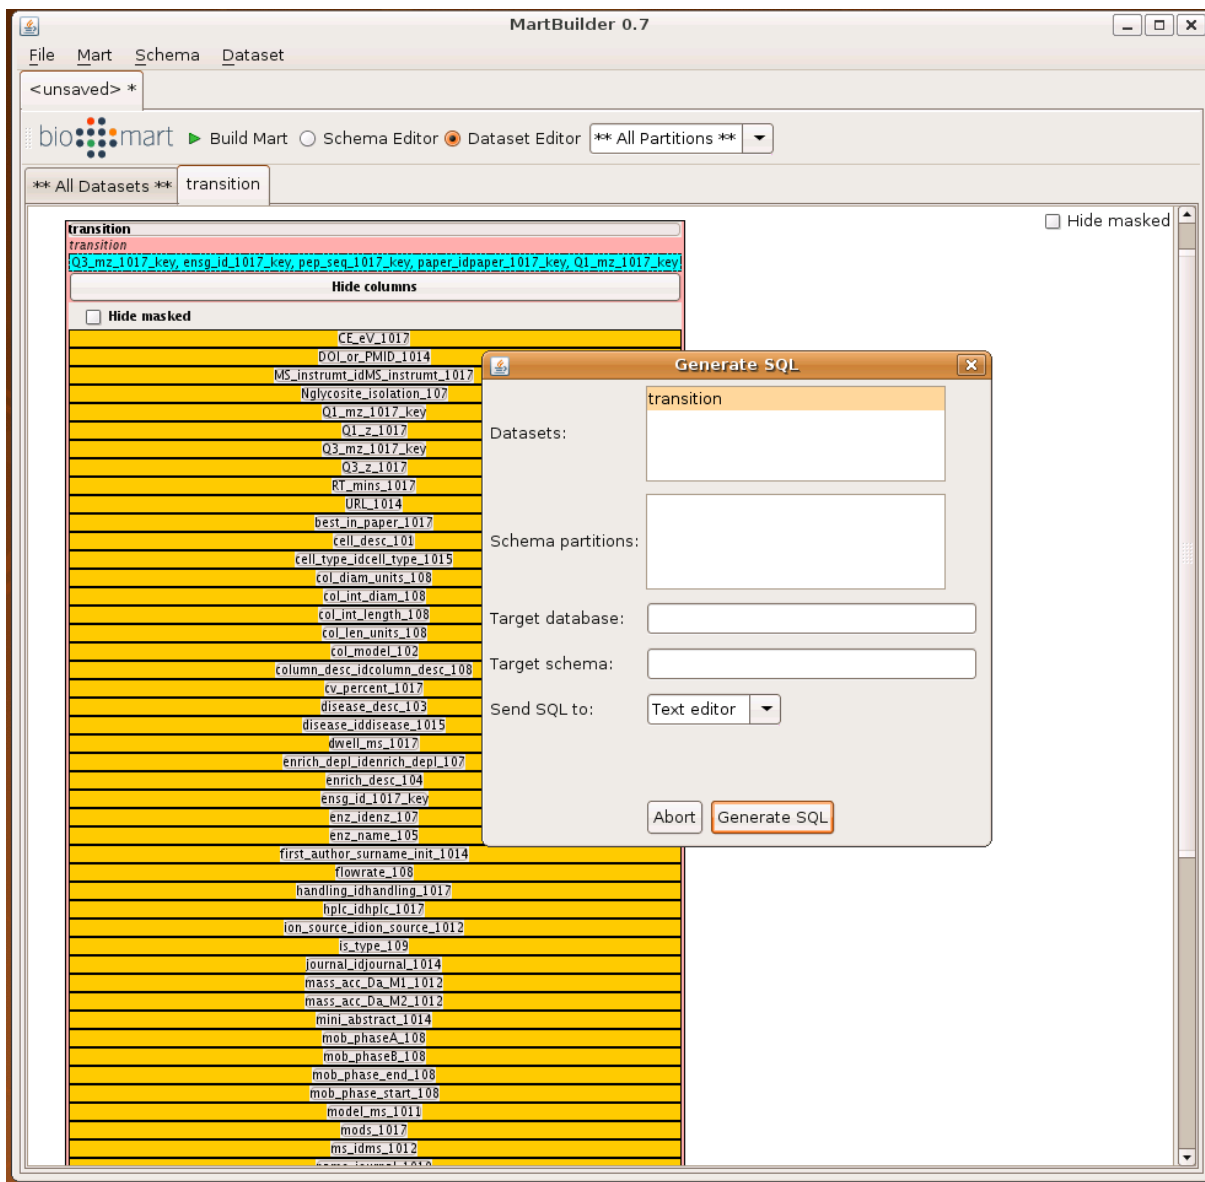 MartBuilder 0.7
File Mart Schema Dataset
<unsaved> *
bio mart Build Mart Schema Editor Dataset Editor ** All Partitions **
** All Datasets ** transition
Hide masked
transition
transition
Q3_mz_1017_key, ensg_id_1017_key, pep_seq_1017_key, paper_idpaper_1017_key, Q1_mz_1017_key
Hide columns
Hide masked
CE_eV_1017
DOI_or_PMID_1014
MS_instrumt_idMS_instrumt_1017
Nglycosite_isolation_107
Q1_mz_1017_key
Q1_z_1017
Q3_mz_1017_key
Q3_z_1017
RT_mins_1017
URL_1014
best_in_paper_1017
cell_desc_101
cell_type_idcell_type_1015
col_diam_units_108
col_int_diam_108
col_int_length_108
col_len_units_108
col_model_102
column_desc_idcolumn_desc_108
cv_percent_1017
disease_desc_103
disease_iddisease_1015
dwell_ms_1017
enrich_depl_idenrich_depl_107
enrich_desc_104
ensg_id_1017_key
enz_idenz_107
enz_name_105
first_author_surname_init_1014
flowrate_108
handling_idhandling_1017
hplc_idhplc_1017
ion_source_idion_source_1012
is_type_109
journal_idjournal_1014
mass_acc_Da_M1_1012
mass_acc_Da_M2_1012
mini_abstract_1014
mob_phaseA_108
mob_phaseB_108
mob_phase_end_108
mob_phase_start_108
model_ms_1011
mods_1017
ms_idms_1012
Generate SQL
Datasets:
transition
Schema partitions:
Target database:
Target schema:
Send SQL to: Text editor
Abort Generate SQL